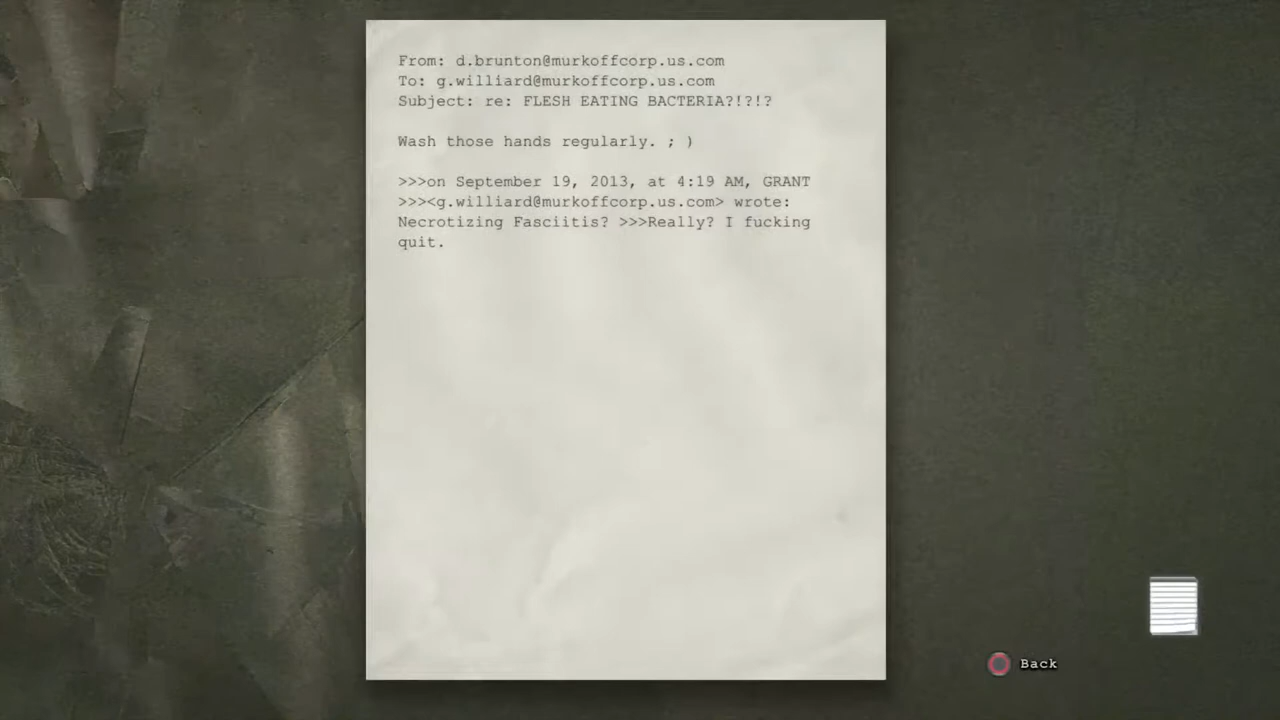 From: d.brunton@murkoffcorp.us.com
To: g.williard@murkoffcorp.us.com
Subject: re: FLESH EATING BACTERIA?!?!?
Wash those hands regularly. ; )
>>>on September 19, 2013, at 4:19 AM, GRANT
>>><g.williard@murkoffcorp.us.com> wrote:
Necrotizing Fasciitis? >>>Really? I fucking
quit.
Back